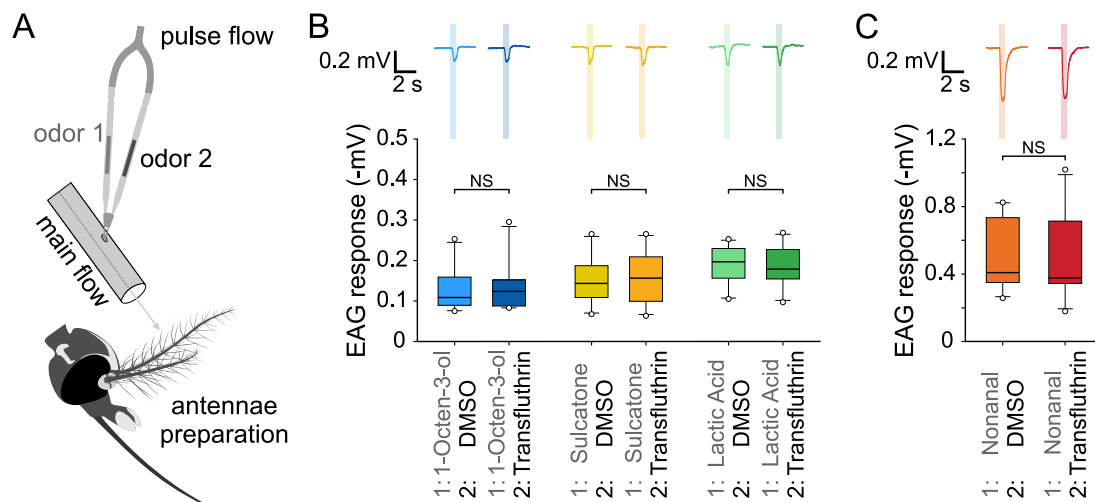 A
pulse flow
odor 1
odor 2
main flow
antennae
preparation
B
0.2 mV
2 s
EAG response (-mV)
0.5
0.4
0.3
0.2
0.1
0
NS
NS
NS
1: 1-Octen-3-ol
2: DMSO
1: 1-Octen-3-ol
2: Transfluthrin
1: Sulcatone
2: DMSO
1: Sulcatone
2: Transfluthrin
1: Lactic Acid
2: DMSO
1: Lactic Acid
2: Transfluthrin
C
0.2 mV
2 s
EAG response (-mV)
1.2
0.8
0.4
0
NS
1: Nonanal
2: DMSO
1: Nonanal
2: Transfluthrin